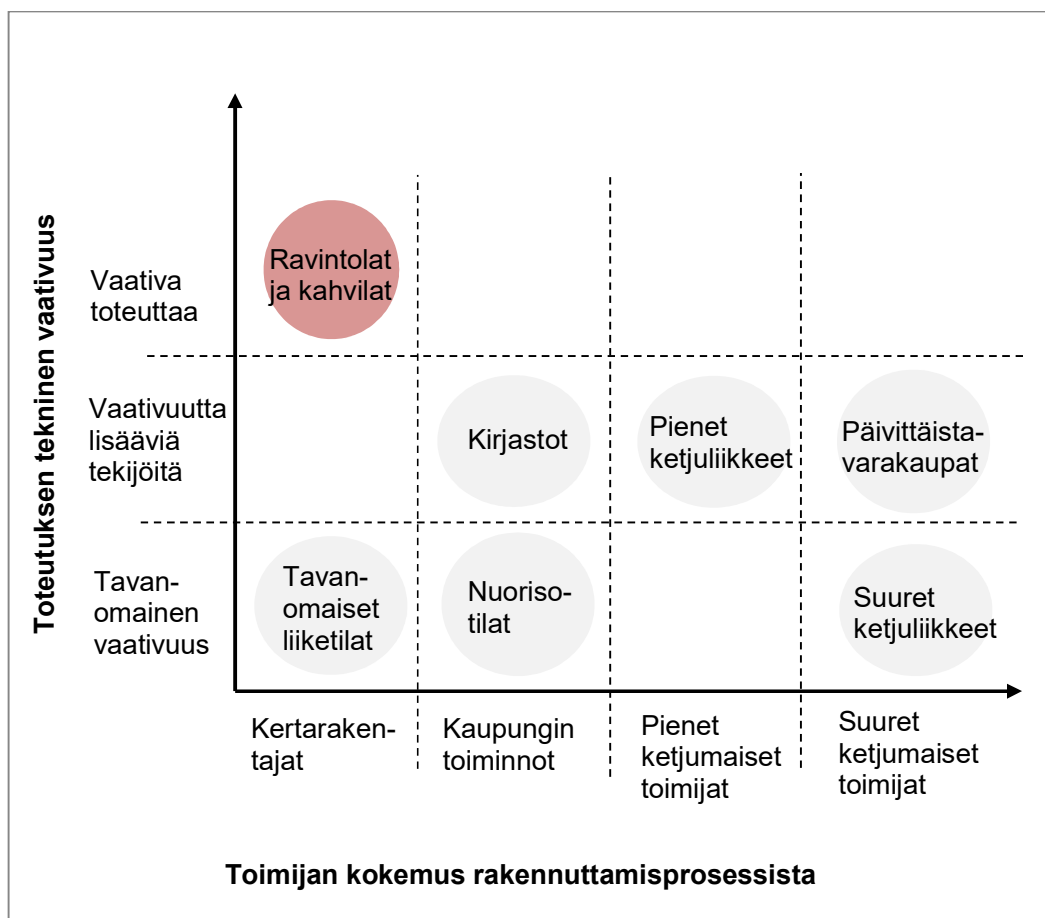 Toteutuksen tekninen vaativuus
Vaativa
toteuttaa
Ravintolat
ja kahvilat
Vaativuutta
lisääviä
tekijöitä
Kirjastot
Pienet
ketjuliikkeet
Päivittäista-
varakaupat
Tavan-
omainen
vaativuus
Tavan-
omaiset
liiketilat
Nuoriso-
tilat
Suuret
ketjuliikkeet
Kertaraken-
tajat
Kaupungin
toiminnot
Pienet
ketjumaiset
toimijat
Suuret
ketjumaiset
toimijat
Toimijan kokemus rakennuttamisprosessista